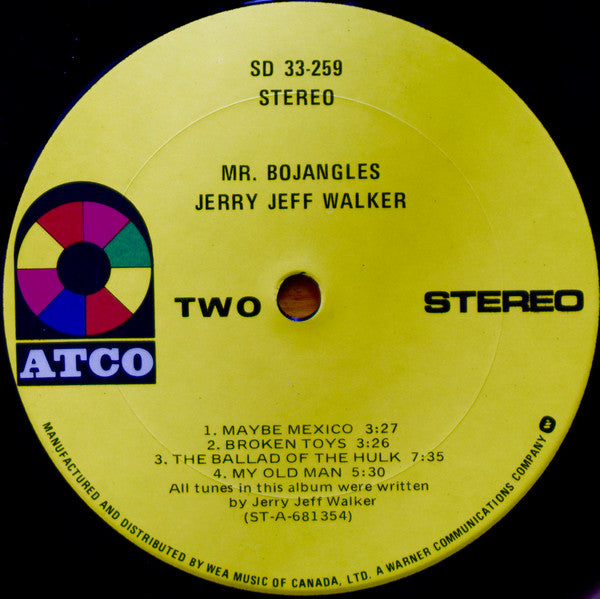 SD 33-259
STEREO
MR. BOJANGLES
JERRY JEFF WALKER
ATCO
TWO
STEREO
1. MAYBE MEXICO 3:27
2. BROKEN TOYS 3:26
3. THE BALLAD OF THE HULK 7:35
4. MY OLD MAN 5:30
All tunes in this album were written
by Jerry Jeff Walker
(ST-A-681354)
MANUFACTURED AND DISTRIBUTED BY WEA MUSIC OF CANADA, LTD. A WARNER COMMUNICATIONS COMPANY